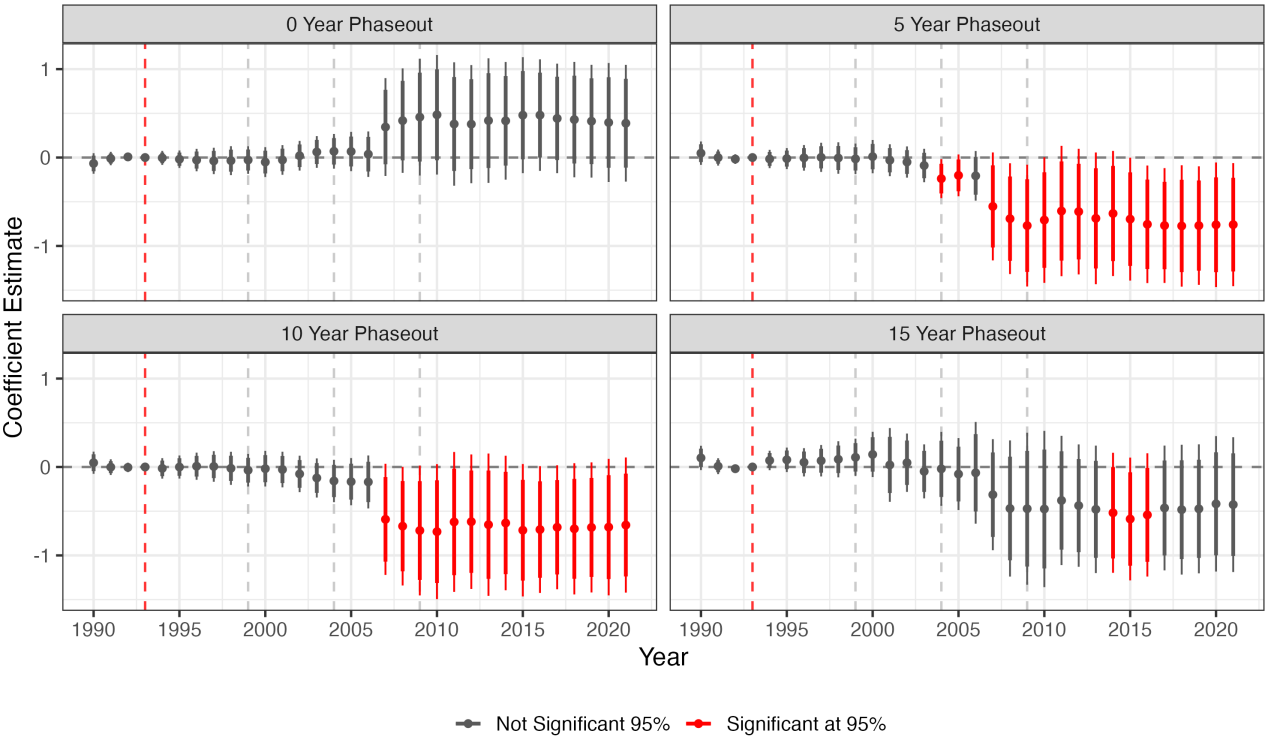 0 Year Phaseout
5 Year Phaseout
1
0
-1
10 Year Phaseout
15 Year Phaseout
1
0
-1
Coefficient Estimate
1990 1995 2000 2005 2010 2015 2020
1990 1995 2000 2005 2010 2015 2020
Year
Not Significant 95% Significant at 95%